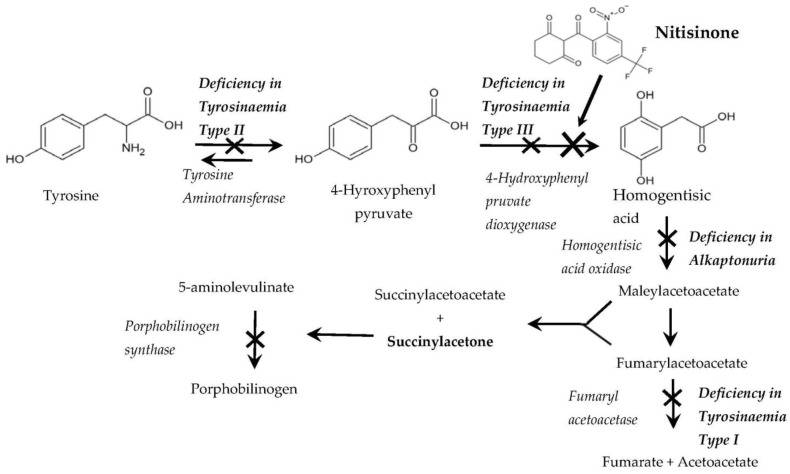 Nitisinone
O
O
O
N⁺
O⁻
O
F
F
F
Deficiency in
Tyrosinaemia
Type II
Deficiency in
Tyrosinaemia
Type III
O
OH
NH₂
HO
Tyrosine
Tyrosine
Aminotransferase
O
OH
O
HO
4-Hyroxyphenyl
pyruvate
4-Hydroxyphenyl
pruvate
dioxygenase
OH
OH
O
OH
Homogentisic
acid
Homogentisic
acid oxidase
Deficiency in
Alkaptonuria
5-aminolevulinate
Succinylacetoacetate
+
Succinylacetone
Maleylacetoacetate
Porphobilinogen
synthase
Porphobilinogen
Fumarylacetoacetate
Fumaryl
acetoacetase
Deficiency in
Tyrosinaemia
Type I
Fumarate + Acetoacetate